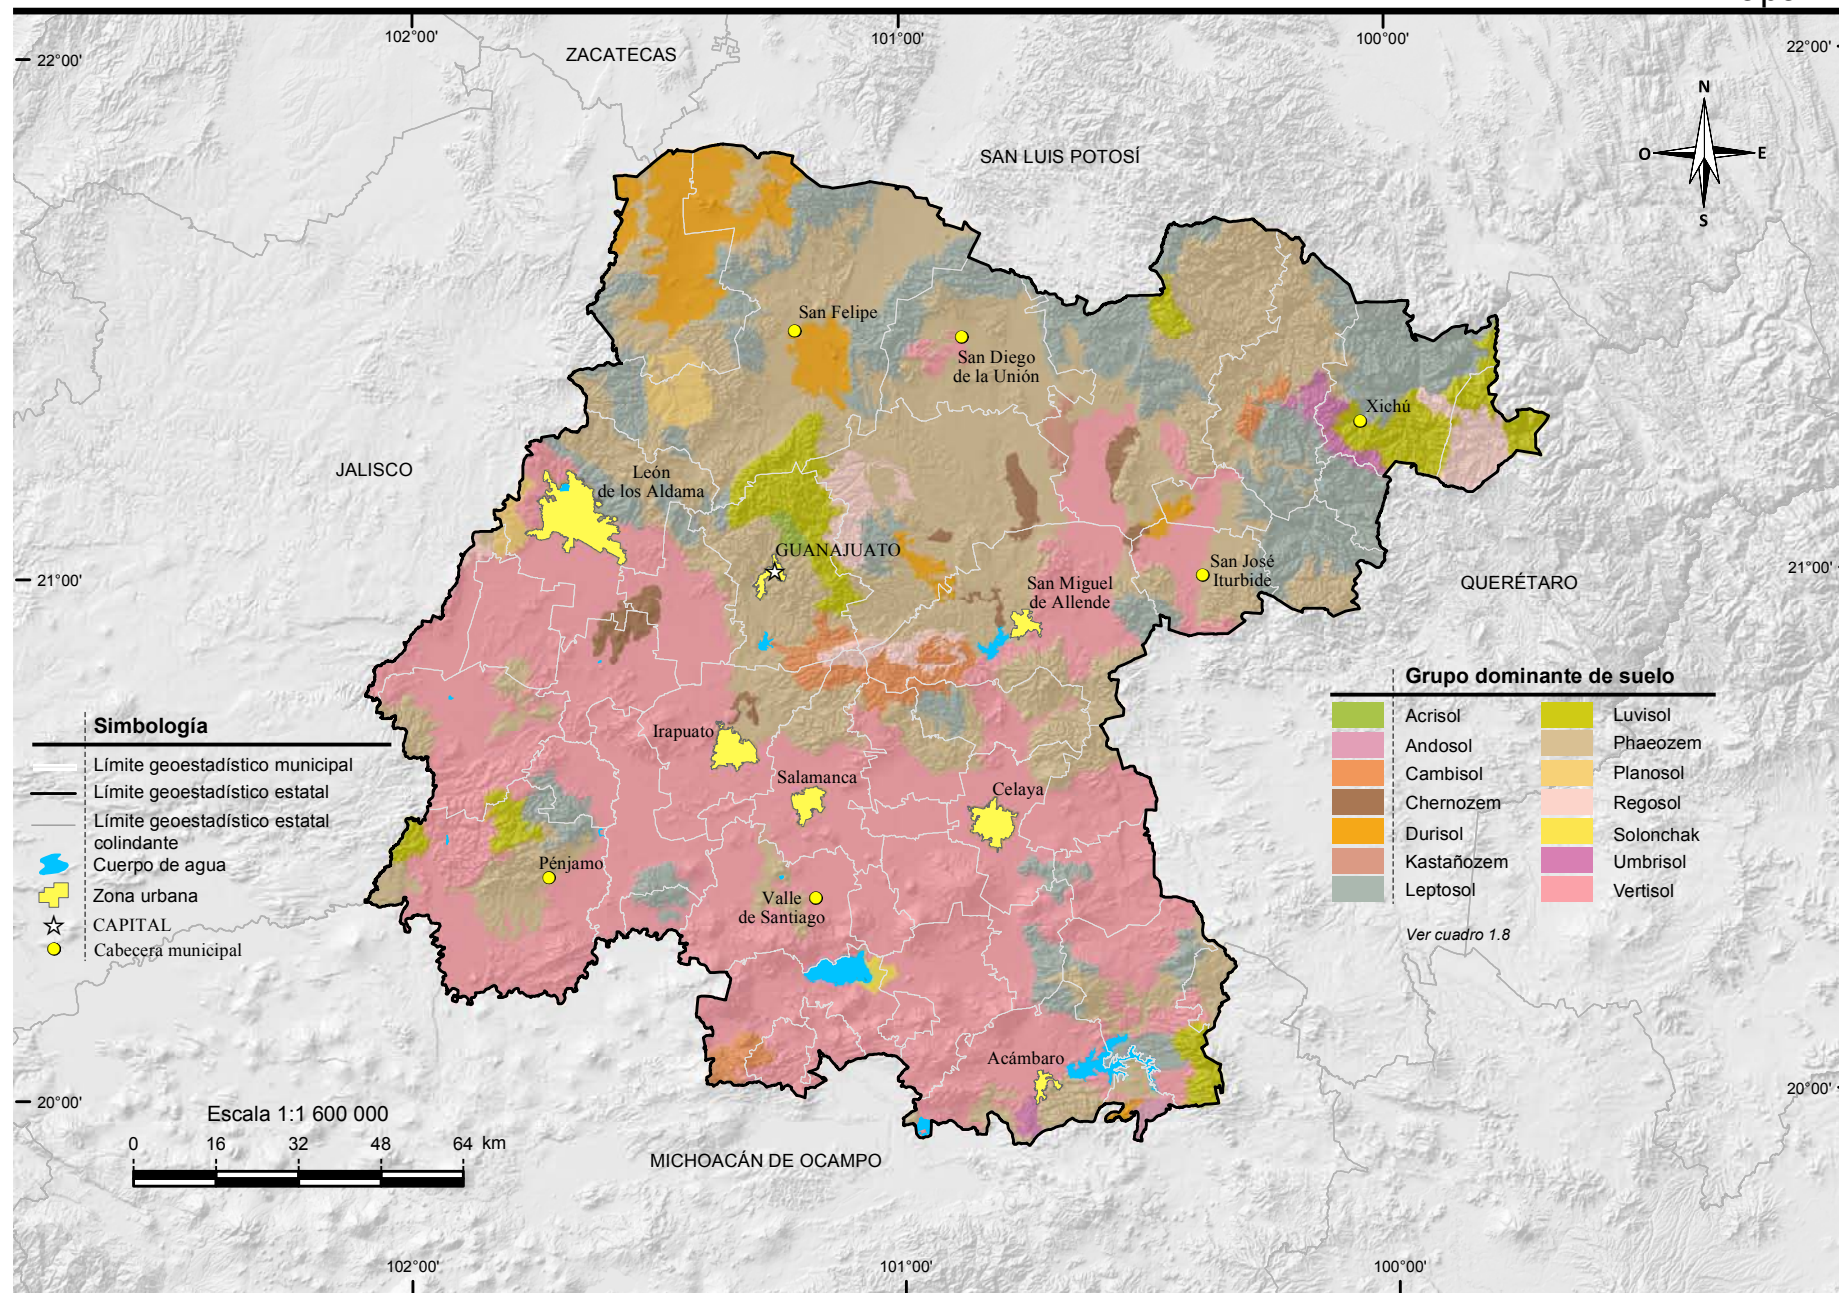 102°00'
101°00'
100°00'
22°00'
22°00'
ZACATECAS
SAN LUIS POTOSÍ
N
O
E
S
San Felipe
San Diego
de la Unión
Xichú
JALISCO
León
de los Aldama
GUANAJUATO
San José
Iturbide
San Miguel
de Allende
21°00'
21°00'
QUERÉTARO
Irapuato
Salamanca
Celaya
Pénjamo
Valle
de Santiago
Acámbaro
Simbología
Límite geoestadístico municipal
Límite geoestadístico estatal
Límite geoestadístico estatal
colindante
Cuerpo de agua
Zona urbana
CAPITAL
Cabecera municipal
Grupo dominante de suelo
Acrisol
Andosol
Cambisol
Chernozem
Durisol
Kastañozem
Leptosol
Luvisol
Phaeozem
Planosol
Regosol
Solonchak
Umbrisol
Vertisol
Ver cuadro 1.8
20°00'
20°00'
Escala 1:1 600 000
0 16 32 48 64 km
MICHOACÁN DE OCAMPO
102°00'
101°00'
100°00'